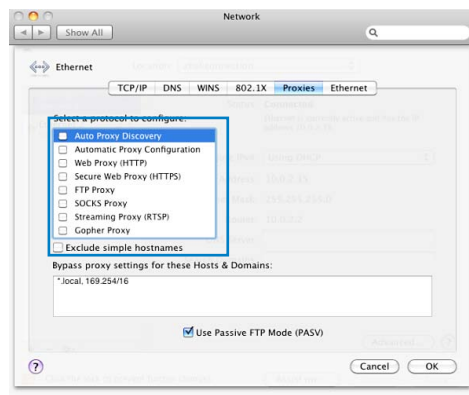 Network
Show All
Ethernet
TCP/IP DNS WINS 802.1X Proxies Ethernet
Select a protocol to configure:
Auto Proxy Discovery
Automatic Proxy Configuration
Web Proxy (HTTP)
Secure Web Proxy (HTTPS)
FTP Proxy
SOCKS Proxy
Streaming Proxy (RTSP)
Gopher Proxy
Exclude simple hostnames
Bypass proxy settings for these Hosts & Domains:
*.local, 169.254/16
Use Passive FTP Mode (PASV)
Advanced...
?
Cancel OK